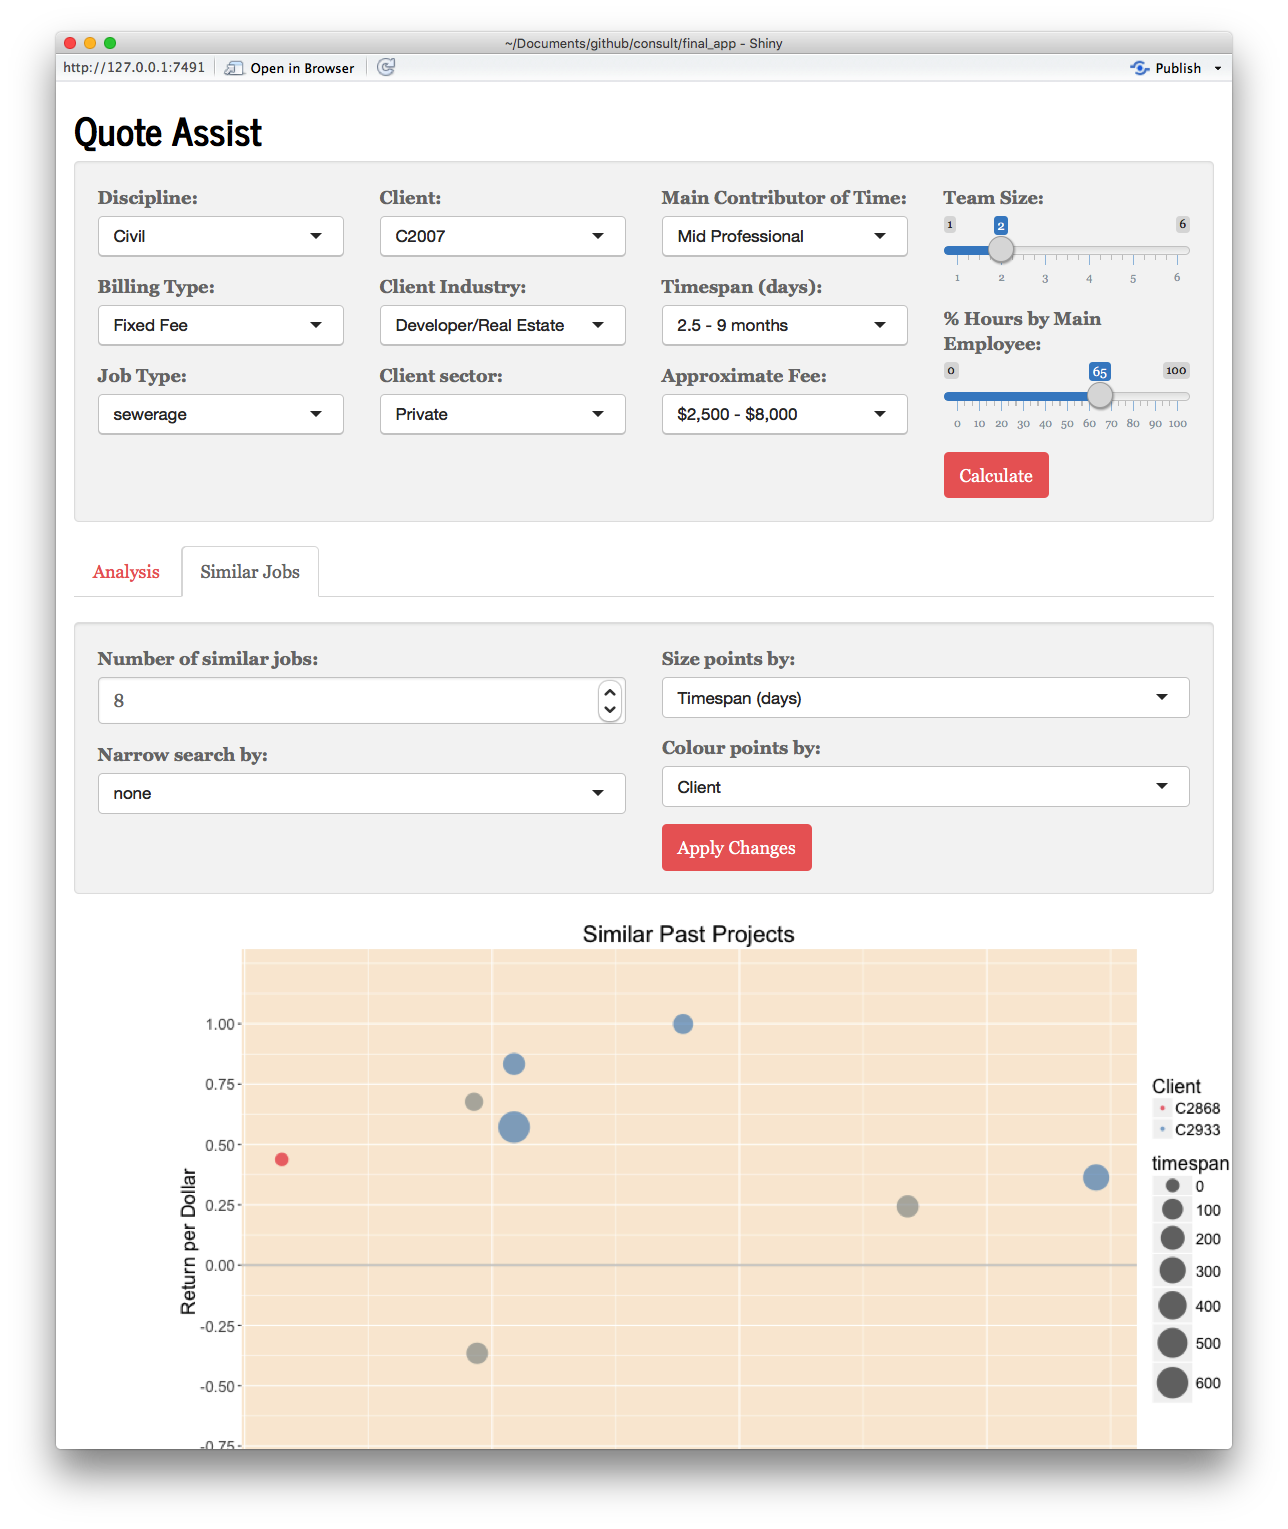 ~/Documents/github/consult/final_app - Shiny
http://127.0.0.1:7491 Open in Browser Publish
Quote Assist
Discipline: Client: Main Contributor of Time: Team Size:
Civil C2007 Mid Professional 1 2 6
1 2 3 4 5 6
Billing Type: Client Industry: Timespan (days):
Fixed Fee Developer/Real Estate 2.5 - 9 months
% Hours by Main
Employee:
Job Type: Client sector: Approximate Fee:
0 65 100
sewerage Private $2,500 - $8,000
0 10 20 30 40 50 60 70 80 90 100
Calculate
Analysis Similar Jobs
Number of similar jobs: Size points by:
8 Timespan (days)
Narrow search by: Colour points by:
none Client
Apply Changes
Similar Past Projects
1.00
0.75
0.50
0.25
0.00
-0.25
-0.50
-0.75
Return per Dollar
Client
C2868
C2933
timespan
0
100
200
300
400
500
600